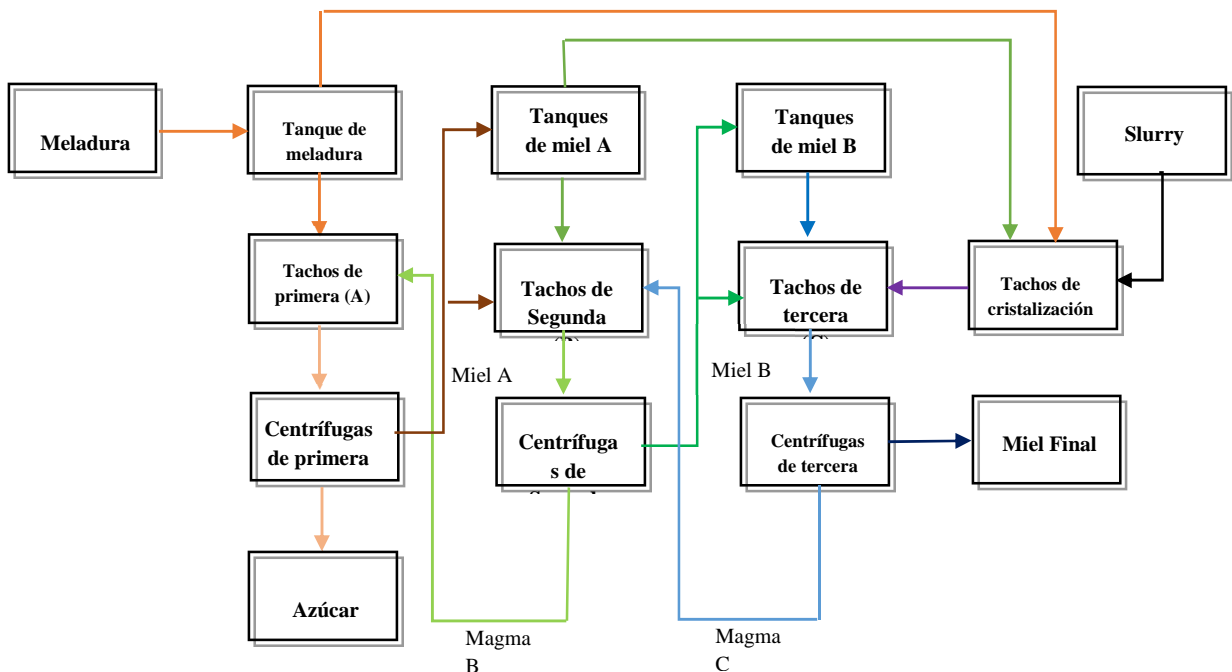 Meladura
Tanque de
meladura
Tanques
de miel A
Tanques
de miel B
Slurry
Tachos de
primera (A)
Tachos de
Segunda
Tachos de
tercera
Tachos de
cristalización
Miel A
Miel B
Centrífugas
de primera
Centrífuga
s de
Centrífugas
de tercera
Miel Final
Azúcar
Magma
B
Magma
C